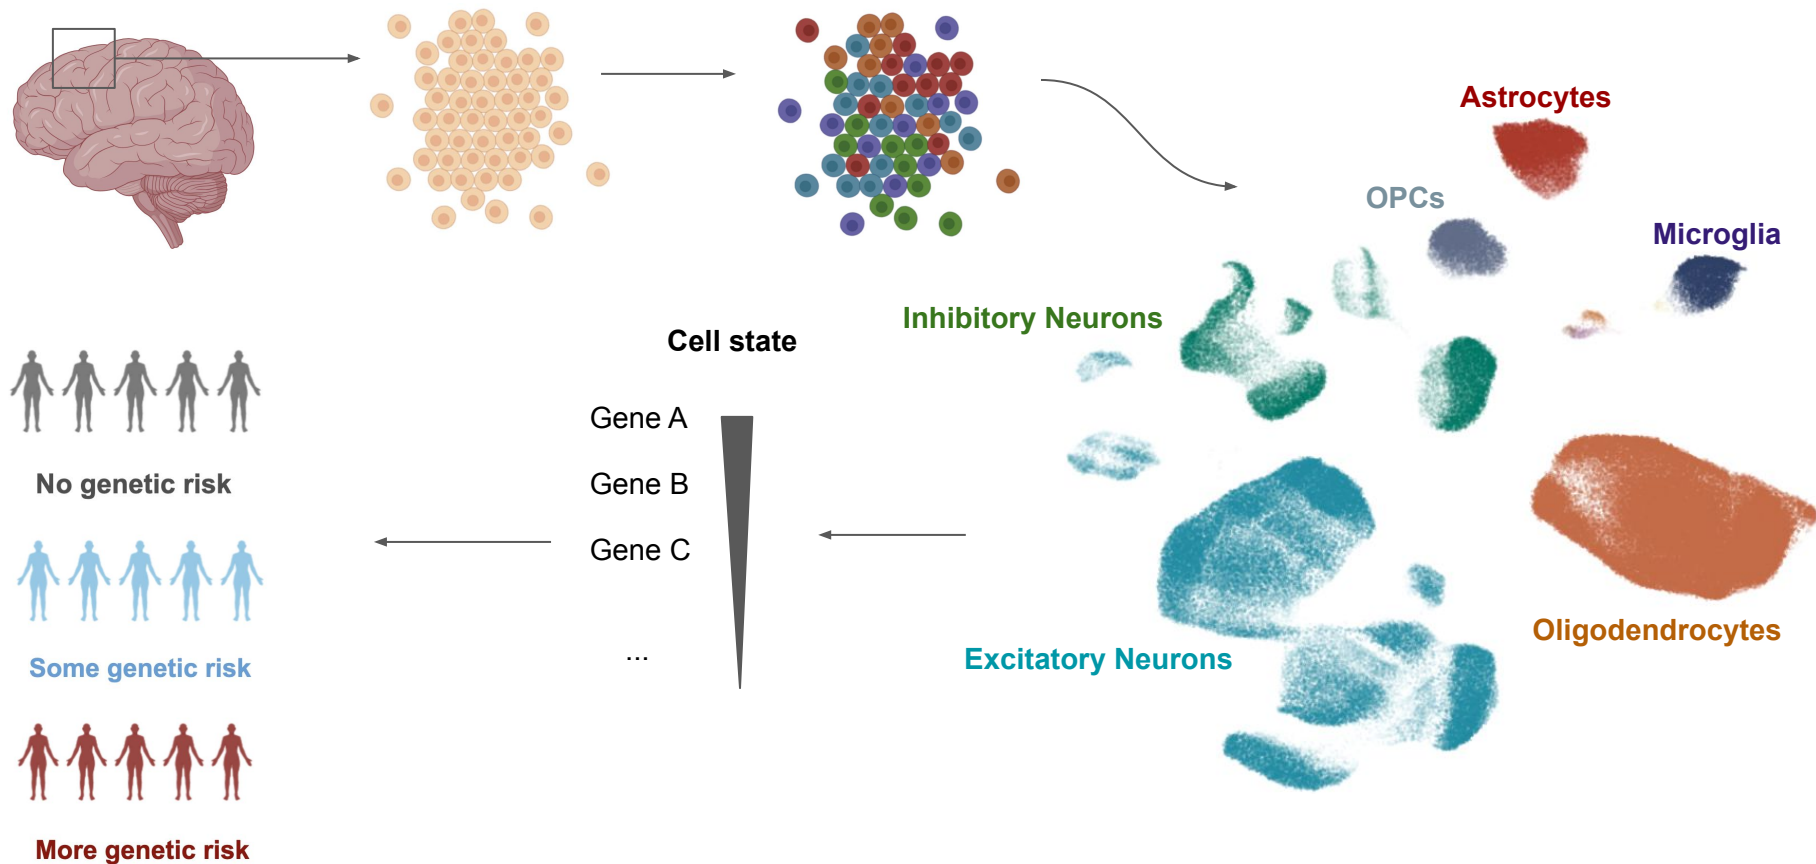 Astrocytes
OPCs
Microglia
Inhibitory Neurons
Cell state
Gene A
Gene B
Gene C
...
Excitatory Neurons
Oligodendrocytes
No genetic risk
Some genetic risk
More genetic risk